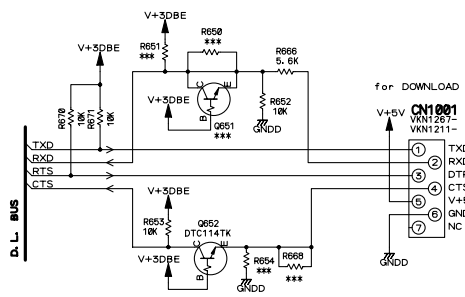 V+3DBE
R650
***
R651
***
V+3DBE
R666
5.6K
C
E
B
Q651
***
V+3DBE
R652
10K
GNDD
R670
10K
R671
10K
for DOWNLOAD
CN1001
VKN1267-
VKN1211-
V+5V
TXD
RXD
RTS
CTS
D.L. BUS
1 TXD
2 RXD
3 DTR
4 CTS
5 V+5
6 GND
7 NC
V+3DBE
R653
10K
Q652
DTC114TK
C
E
B
V+3DBE
R654
***
R668
***
GNDD
GNDD